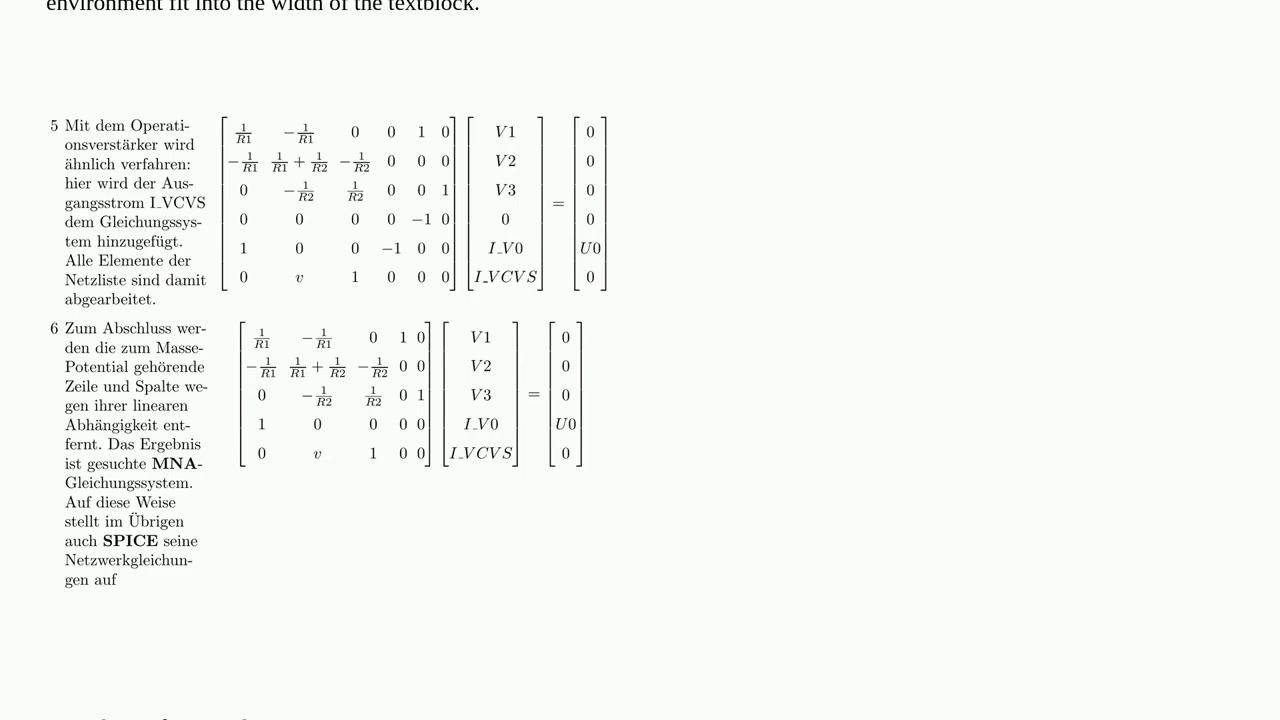 environment fit into the width of the textblock.
5 Mit dem Operati-
onsverstärker wird
ähnlich verfahren:
hier wird der Aus-
gangsstrom I_VCVS
dem Gleichungssys-
tem hinzugefügt.
Alle Elemente der
Netzliste sind damit
abgearbeitet.
[ 1/R1 −1/R1 0 0 1 0 ] [ V1 ] [ 0 ]
[ −1/R1 1/R1 + 1/R2 −1/R2 0 0 0 ] [ V2 ] [ 0 ]
[ 0 −1/R2 1/R2 0 0 1 ] [ V3 ] = [ 0 ]
[ 0 0 0 0 −1 0 ] [ 0 ] [ 0 ]
[ 1 0 0 −1 0 0 ] [ I_V0 ] [ U0 ]
[ 0 v 1 0 0 0 ] [ I_VCVS ] [ 0 ]
6 Zum Abschluss wer-
den die zum Masse-
Potential gehörende
Zeile und Spalte we-
gen ihrer linearen
Abhängigkeit ent-
fernt. Das Ergebnis
ist gesuchte MNA-
Gleichungssystem.
Auf diese Weise
stellt im Übrigen
auch SPICE seine
Netzwerkgleichun-
gen auf
[ 1/R1 −1/R1 0 1 0 ] [ V1 ] [ 0 ]
[ −1/R1 1/R1 + 1/R2 −1/R2 0 0 ] [ V2 ] [ 0 ]
[ 0 −1/R2 1/R2 0 1 ] [ V3 ] = [ 0 ]
[ 1 0 0 0 0 ] [ I_V0 ] [ U0 ]
[ 0 v 1 0 0 ] [ I_VCVS ] [ 0 ]